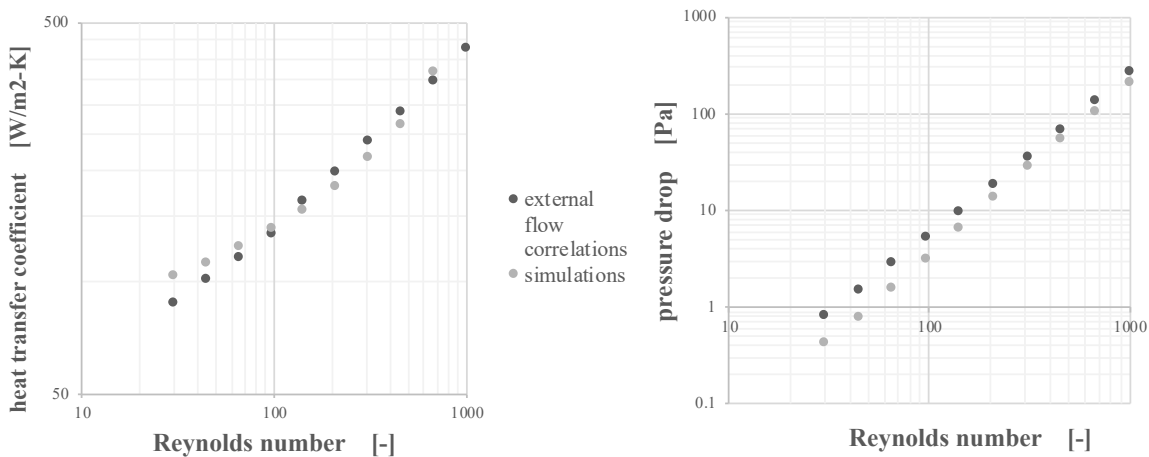 500
50
10
100
1000
heat transfer coefficient [W/m2-K]
Reynolds number [-]
external
flow
correlations
simulations
1000
100
10
1
0.1
10
100
1000
pressure drop [Pa]
Reynolds number [-]